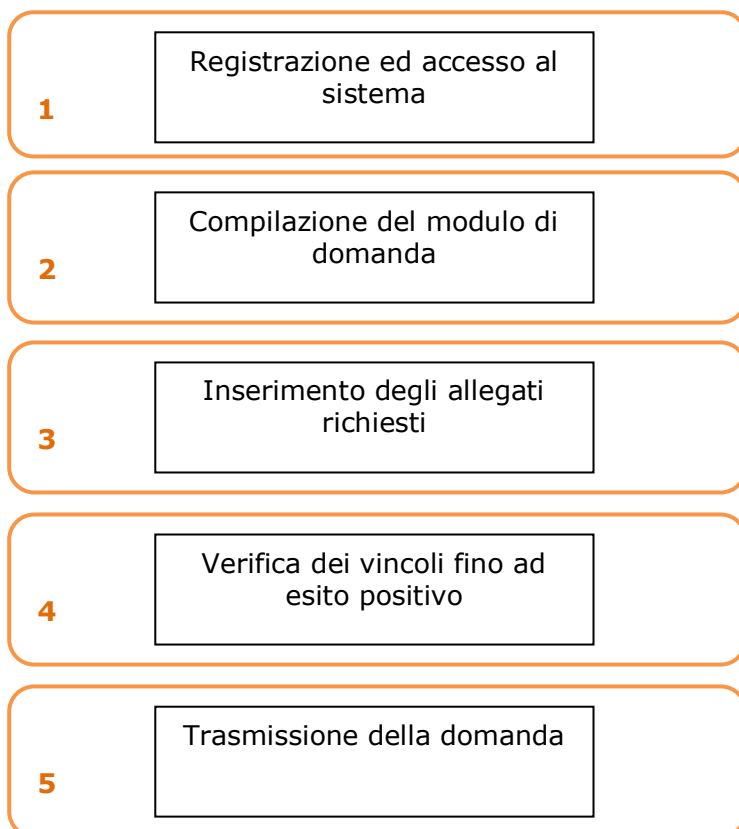 1
Registrazione ed accesso al
sistema
2
Compilazione del modulo di
domanda
3
Inserimento degli allegati
richiesti
4
Verifica dei vincoli fino ad
esito positivo
5
Trasmissione della domanda